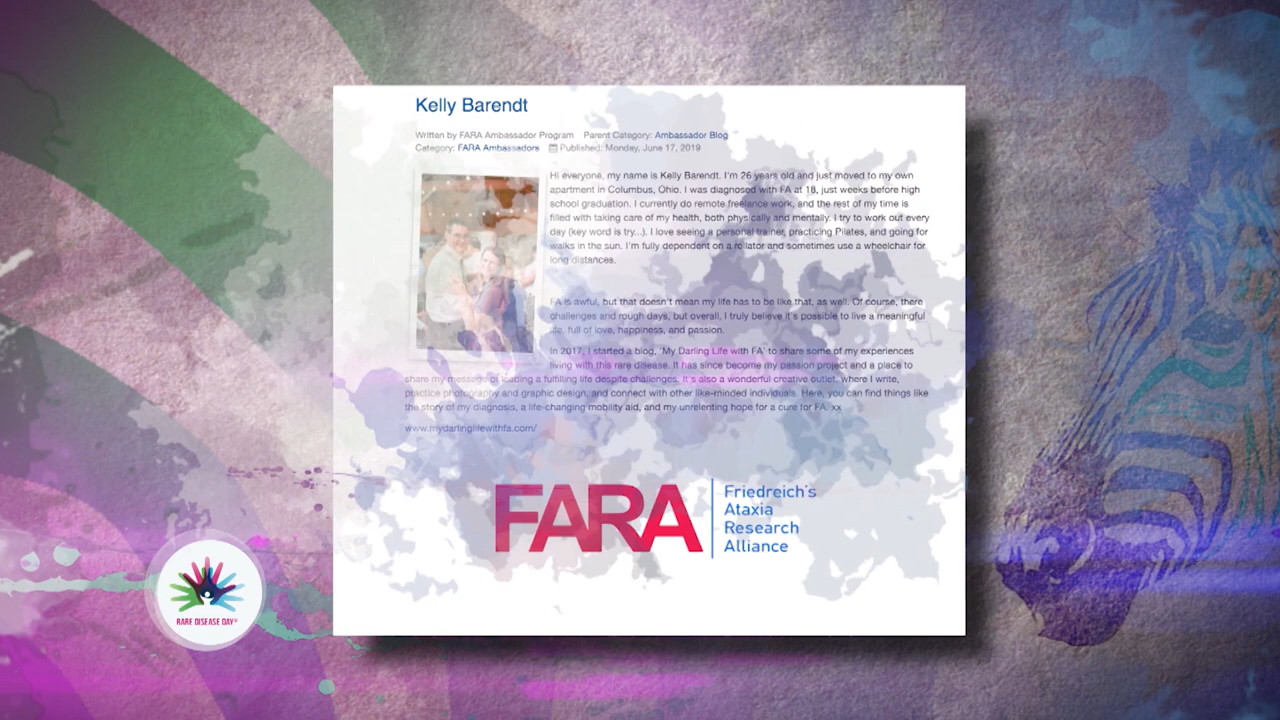 Kelly Barendt
Written by FARA Ambassador Program Parent Category: Ambassador Blog
Category: FARA Ambassadors Published: Monday, June 17, 2019
Hi everyone, my name is Kelly Barendt. I'm 26 years old and just moved to my own
apartment in Columbus, Ohio. I was diagnosed with FA at 18, just weeks before high
school graduation. I currently do remote freelance work, and the rest of my time is
filled with taking care of my health, both physically and mentally. I try to work out every
day (key word is try...). I love seeing a personal trainer, practicing Pilates, and going for
walks in the sun. I'm fully dependent on a rollator and sometimes use a wheelchair for
long distances.
FA is awful, but that doesn't mean my life has to be like that, as well. Of course, there
challenges and rough days, but overall, I truly believe it's possible to live a meaningful
life, full of love, happiness, and passion.
In 2017, I started a blog, 'My Darling Life with FA' to share some of my experiences
living with this rare disease. It has since become my passion project and a place to
share my message of leading a fulfilling life despite challenges. It's also a wonderful creative outlet, where I write,
practice photography and graphic design, and connect with other like-minded individuals. Here, you can find things like
the story of my diagnosis, a life-changing mobility aid, and my unrelenting hope for a cure for FA. xx
www.mydarlinglifewithfa.com/
FARA
Friedreich's
Ataxia
Research
Alliance
RARE DISEASE DAY